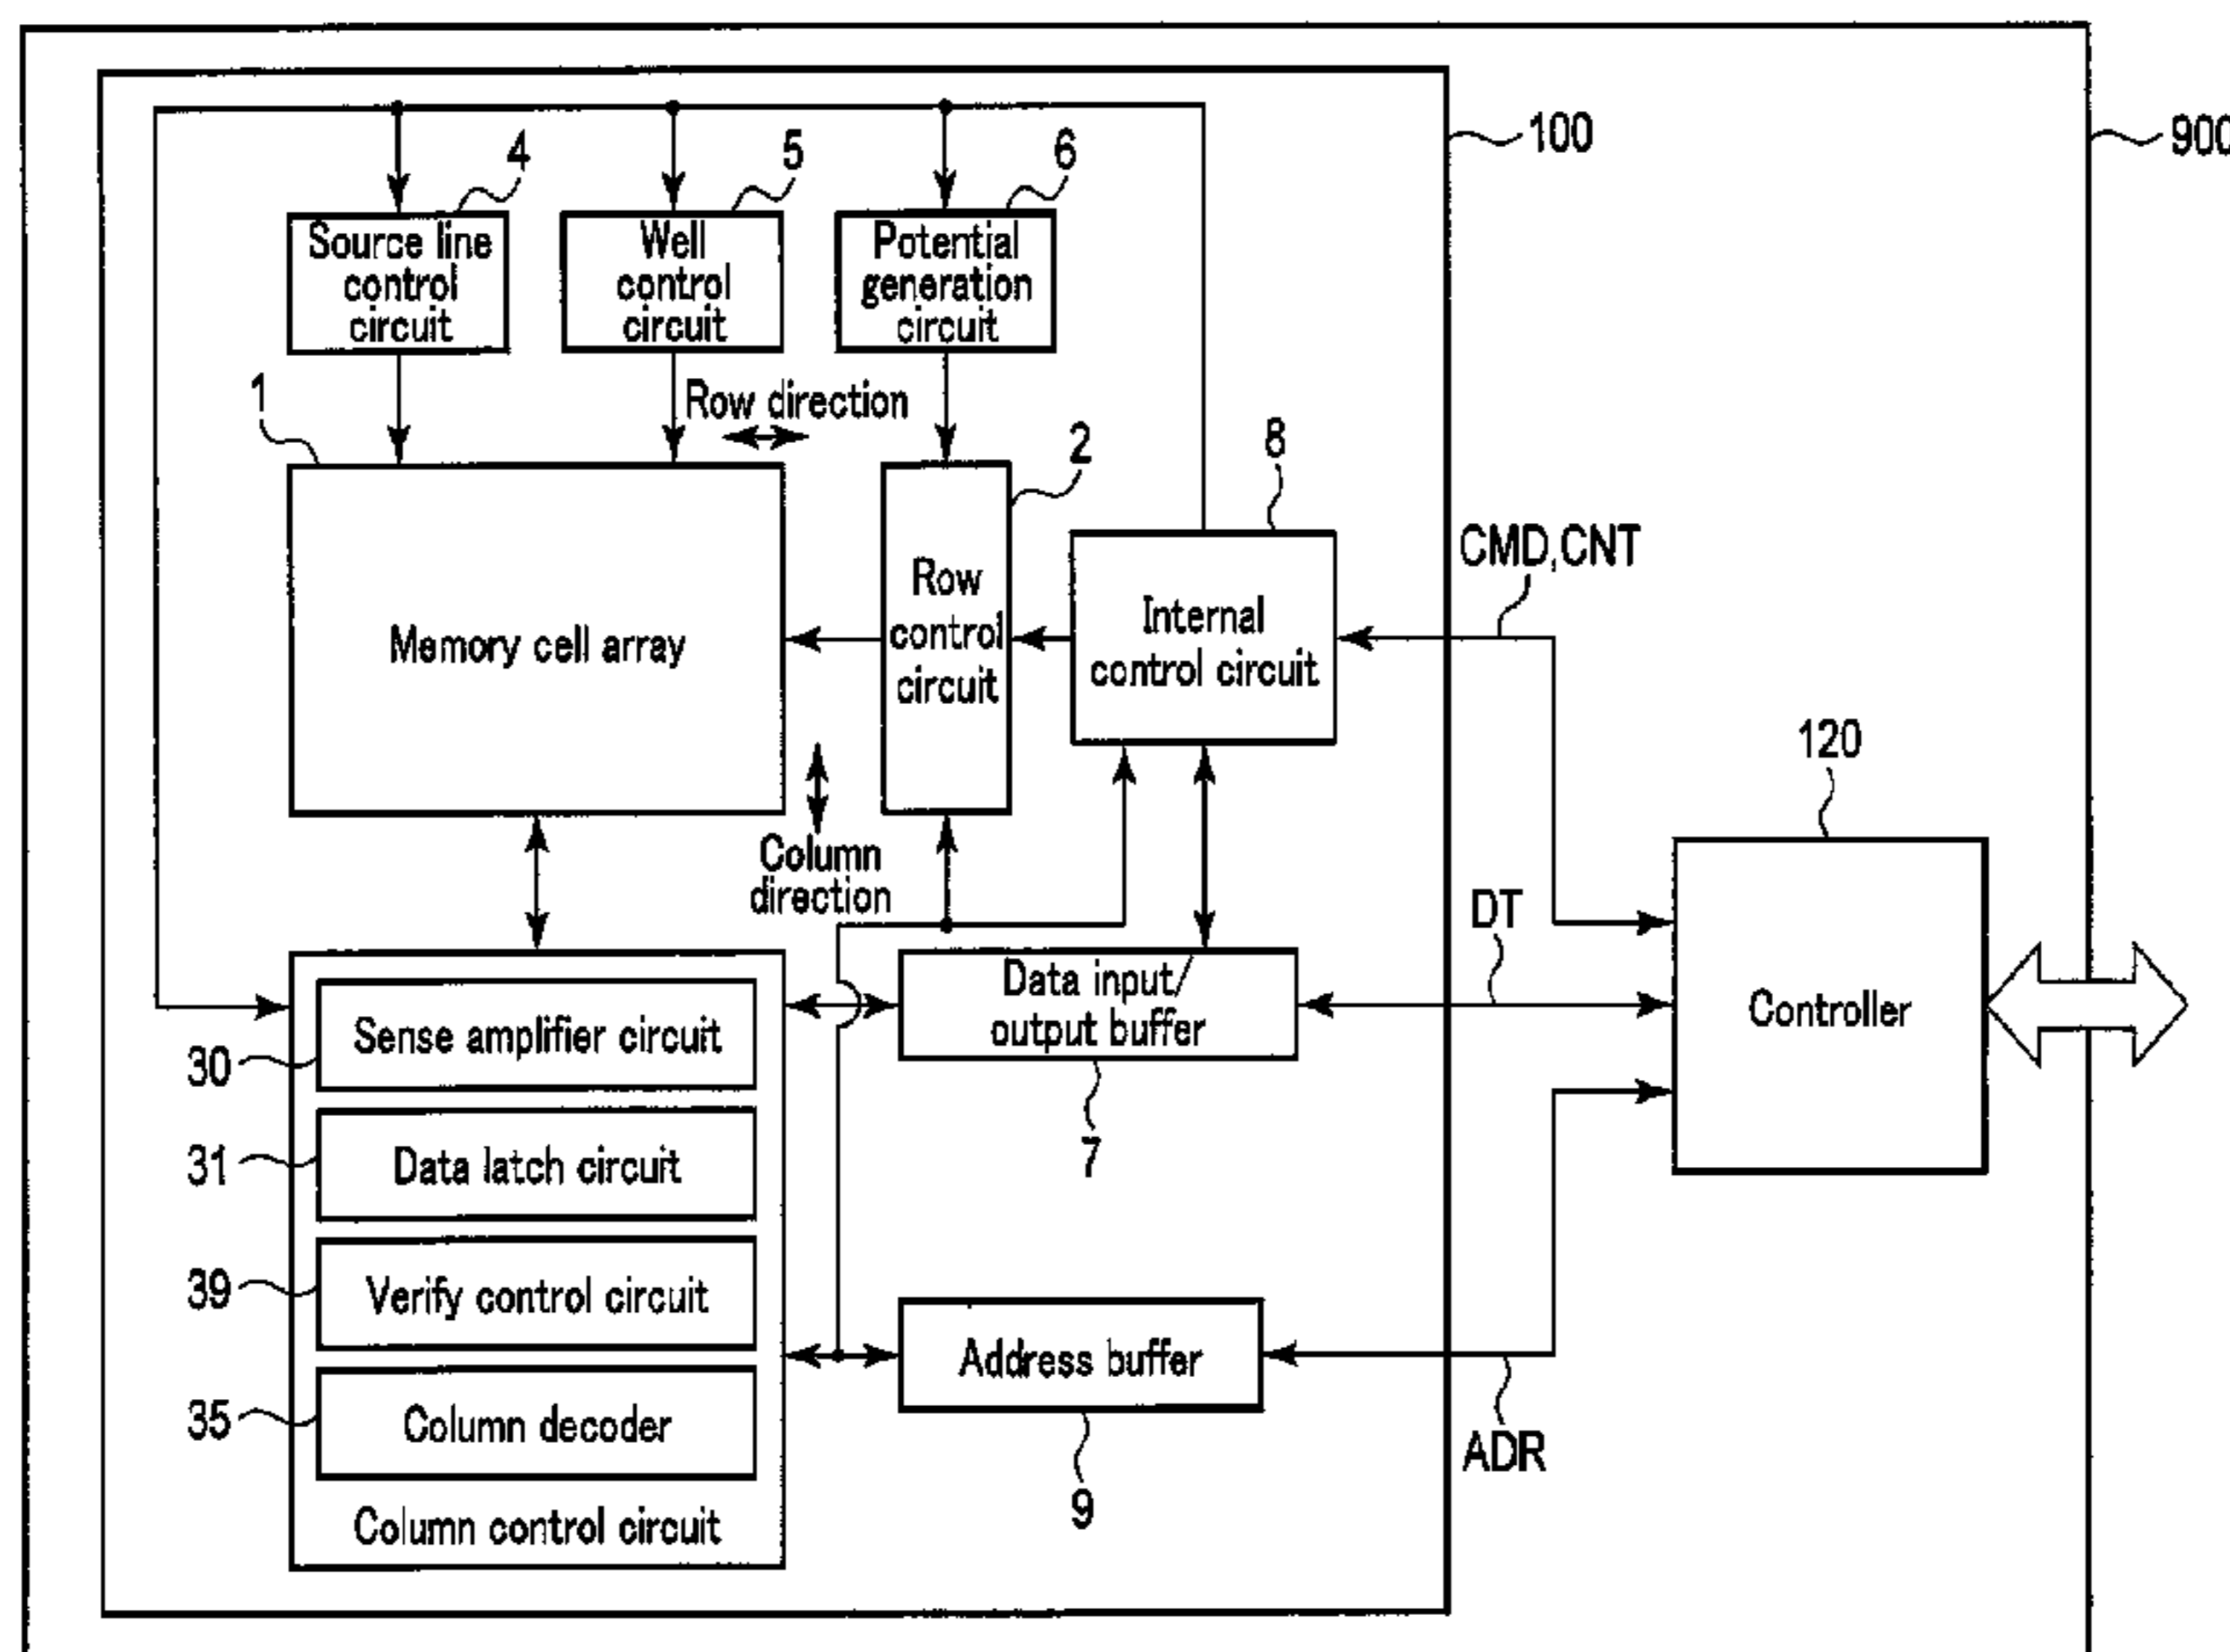 100
900
4
5
6
Source line
control
circuit
Well
control
circuit
Potential
generation
circuit
1
Row direction
2
8
CMD,CNT
Memory cell array
Row
control
circuit
Internal
control circuit
120
Column
direction
DT
Controller
30
Sense amplifier circuit
Data input/
output buffer
7
31
Data latch circuit
39
Verify control circuit
Address buffer
9
ADR
35
Column decoder
Column control circuit